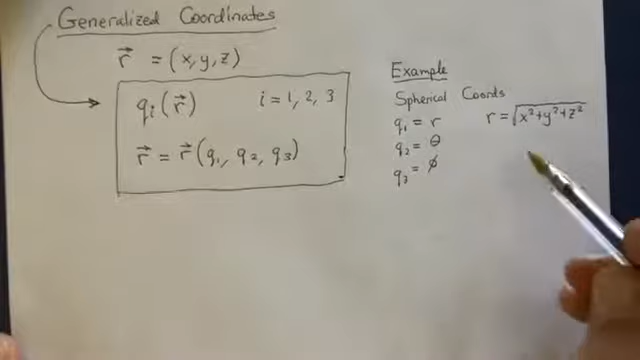 Generalized Coordinates
r⃗ = (x, y, z)
qᵢ(r⃗) i = 1, 2, 3
r⃗ = r⃗(q₁, q₂, q₃)
Example
Spherical Coords
q₁ = r r = √x²+y²+z²
q₂ = θ
q₃ = ϕ